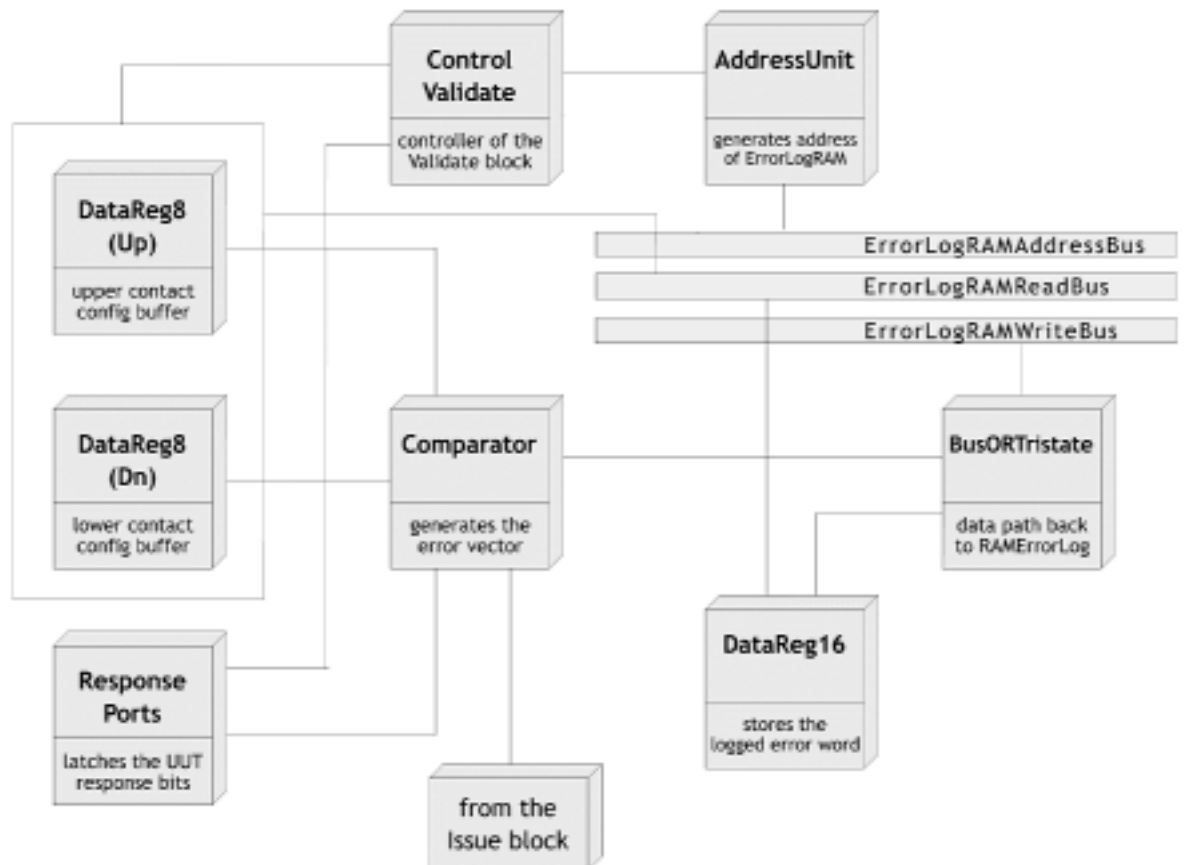 Control
Validate
controller of the
Validate block
AddressUnit
generates address
of ErrorLogRAM
DataReg8
(Up)
upper contact
config buffer
ErrorLogRAMAddressBus
ErrorLogRAMReadBus
ErrorLogRAMWriteBus
DataReg8
(Dn)
lower contact
config buffer
Comparator
generates the
error vector
BusORTristate
data path back
to RAMErrorLog
Response
Ports
latches the UUT
response bits
DataReg16
stores the
logged error word
from the
Issue block